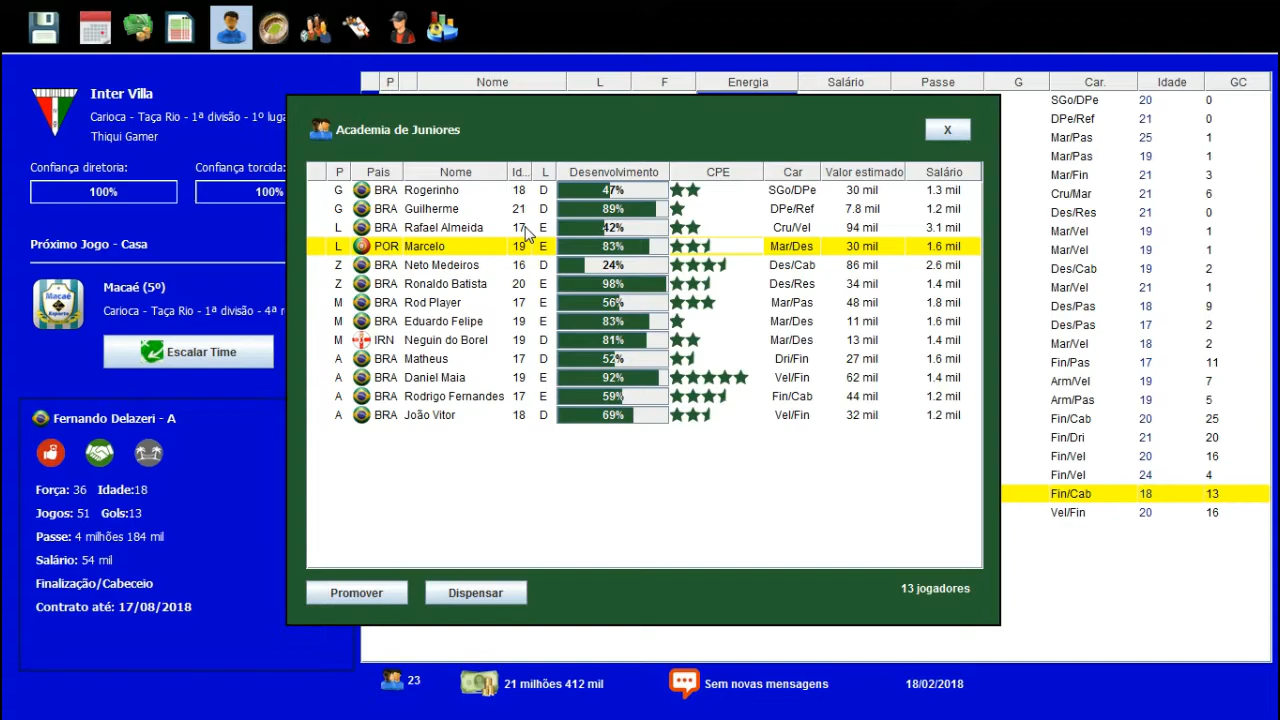 P Nome L F Energia Salário Passe G Car. Idade GC
Inter Villa
Carioca - Taça Rio - 1ª divisão - 1º luga
Thiqui Gamer
Confiança diretoria: Confiança torcida:
100% 100%
Próximo Jogo - Casa
Macaé (5º)
Carioca - Taça Rio - 1ª divisão - 4ª r
Macaé Esporte
Escalar Time
Fernando Delazeri - A
Força: 36 Idade:18
Jogos: 51 Gols:13
Passe: 4 milhões 184 mil
Salário: 54 mil
Finalização/Cabeceio
Contrato até: 17/08/2018
Academia de Juniores
X
P Pais Nome Id... L Desenvolvimento CPE Car Valor estimado Salário
G BRA Rogerinho 18 D 47% SGo/DPe 30 mil 1.3 mil
G BRA Guilherme 21 D 89% DPe/Ref 7.8 mil 1.2 mil
L BRA Rafael Almeida 17 E 42% Cru/Vel 94 mil 3.1 mil
L POR Marcelo 19 E 83% Mar/Des 30 mil 1.6 mil
Z BRA Neto Medeiros 16 D 24% Des/Cab 86 mil 2.6 mil
Z BRA Ronaldo Batista 20 E 98% Des/Res 34 mil 1.4 mil
M BRA Rod Player 17 E 56% Mar/Pas 48 mil 1.8 mil
M BRA Eduardo Felipe 19 E 83% Mar/Des 11 mil 1.6 mil
M IRN Neguin do Borel 19 D 81% Mar/Des 13 mil 1.4 mil
A BRA Matheus 17 D 52% Dri/Fin 27 mil 1.6 mil
A BRA Daniel Maia 19 E 92% Vel/Fin 62 mil 1.4 mil
A BRA Rodrigo Fernandes 17 E 59% Fin/Cab 44 mil 1.2 mil
A BRA João Vitor 18 D 69% Vel/Fin 32 mil 1.2 mil
Promover Dispensar 13 jogadores
SGo/DPe 20 0
DPe/Ref 21 0
Mar/Pas 25 1
Mar/Pas 19 1
Mar/Fin 21 3
Cru/Mar 21 6
Des/Res 21 0
Mar/Vel 19 1
Mar/Vel 19 1
Des/Cab 19 2
Mar/Vel 21 1
Des/Pas 18 9
Des/Pas 17 2
Mar/Vel 18 2
Fin/Pas 17 11
Arm/Vel 19 7
Arm/Pas 19 5
Fin/Cab 20 25
Fin/Dri 21 20
Fin/Vel 20 16
Fin/Vel 24 4
Fin/Cab 18 13
Vel/Fin 20 16
23 21 milhões 412 mil Sem novas mensagens 18/02/2018